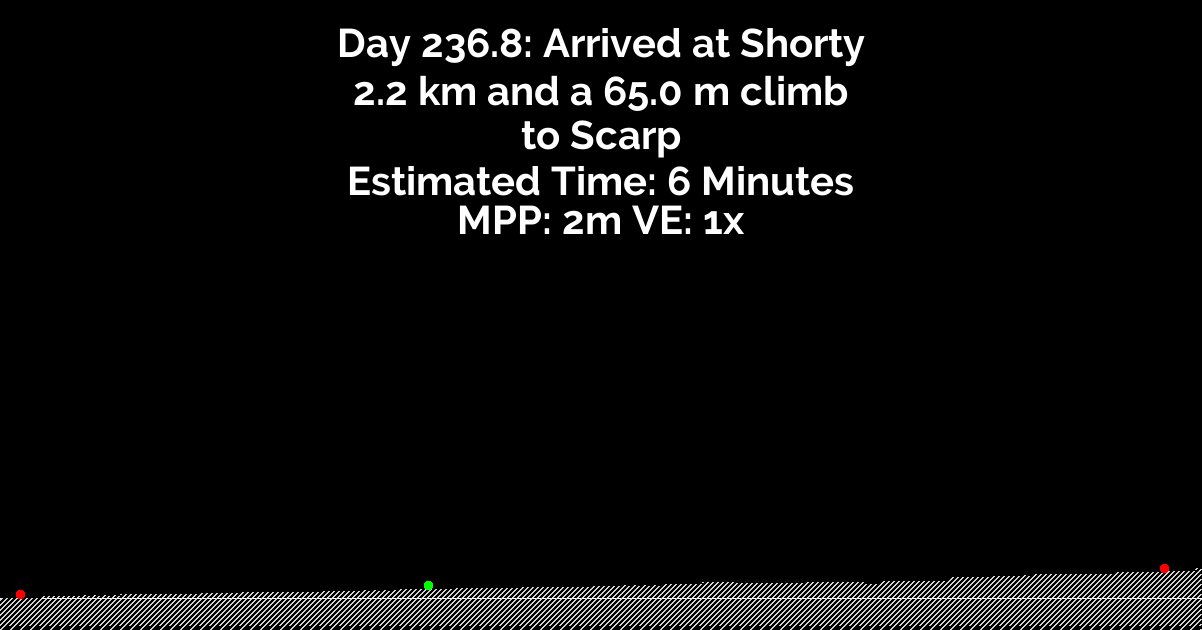 Day 236.8: Arrived at Shorty
2.2 km and a 65.0 m climb
to Scarp
Estimated Time: 6 Minutes
MPP: 2m VE: 1x